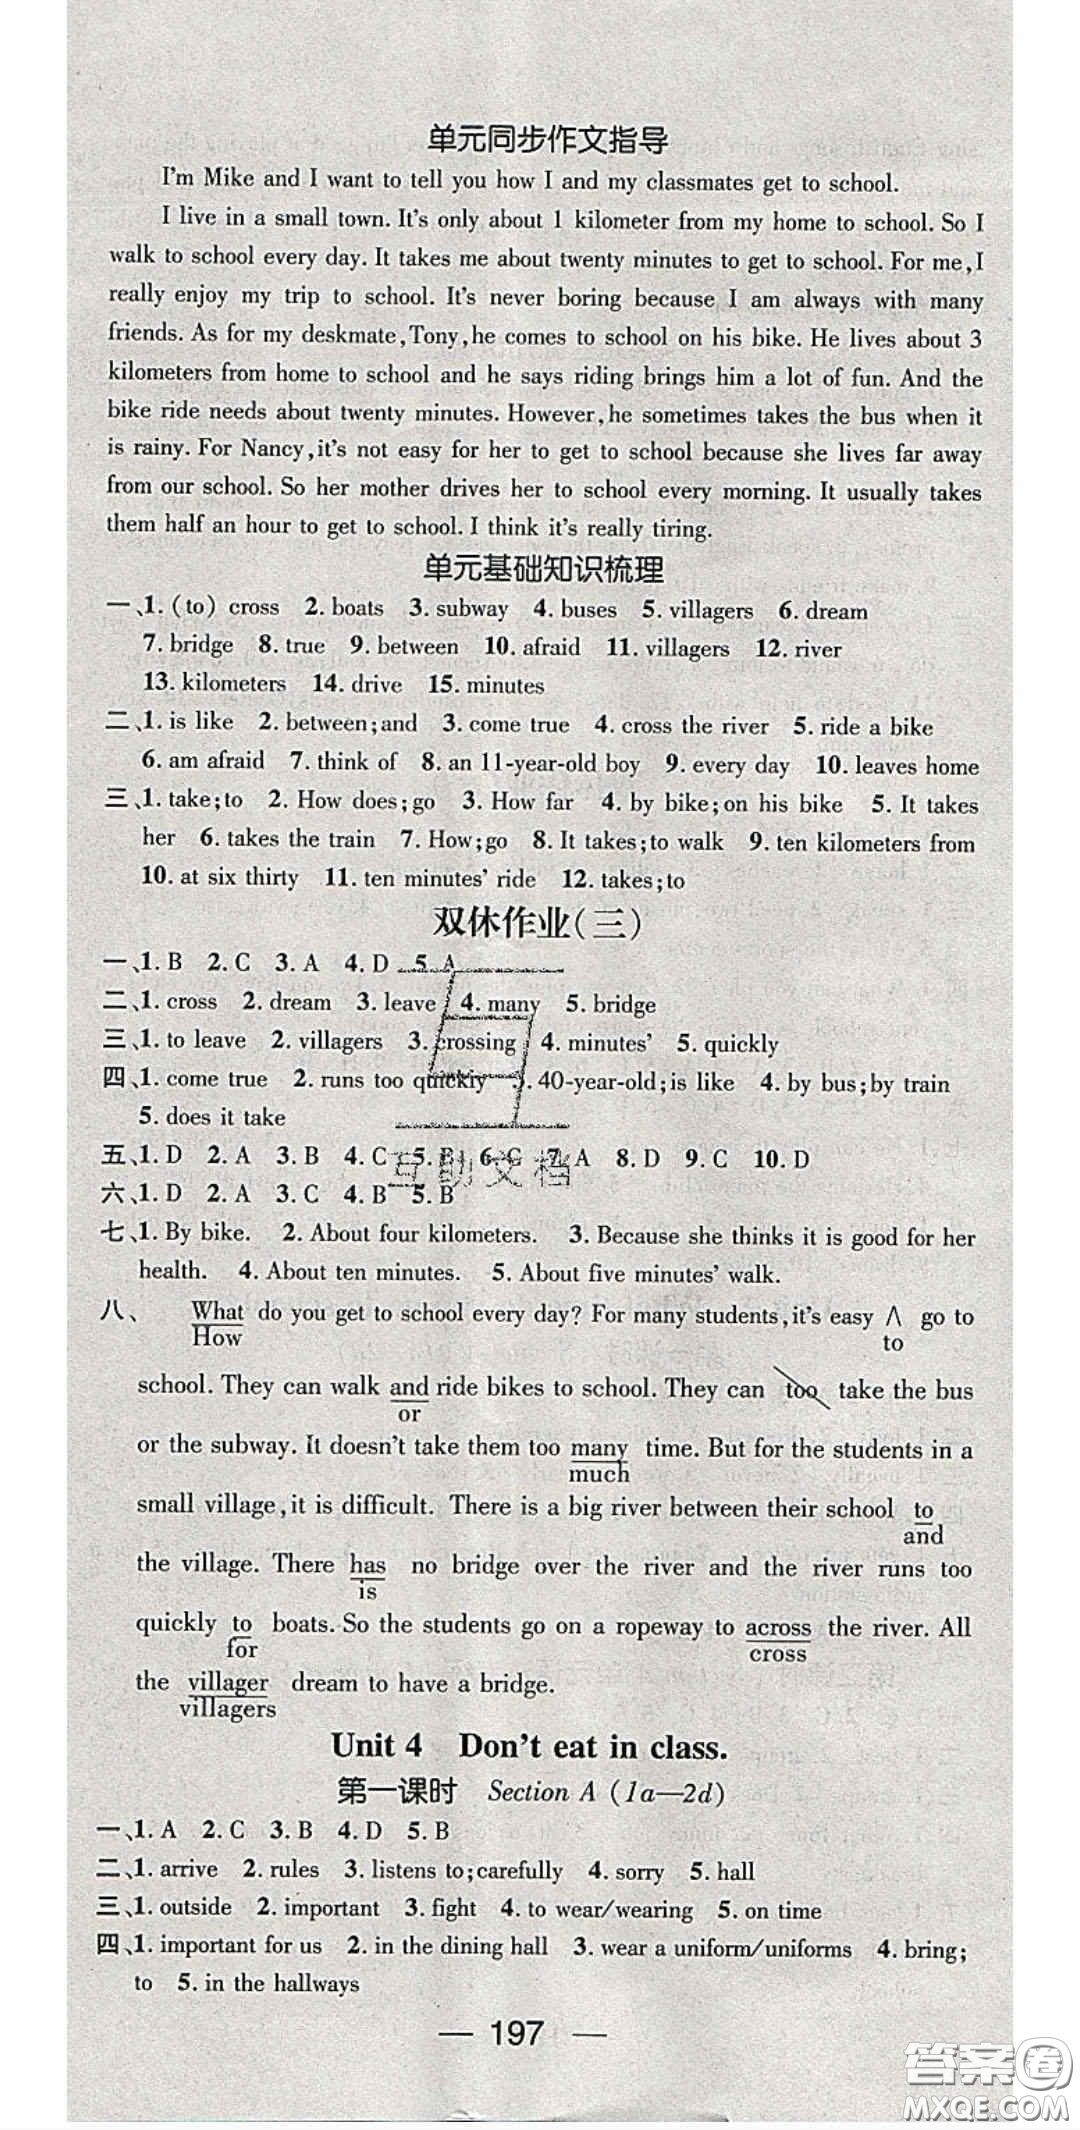 单元同步作文指导
I'm Mike and I want to tell you how I and my classmates get to school.
I live in a small town. It's only about 1 kilometer from my home to school. So I
walk to school every day. It takes me about twenty minutes to get to school. For me, I
really enjoy my trip to school. It's never boring because I am always with many
friends. As for my deskmate, Tony, he comes to school on his bike. He lives about 3
kilometers from home to school and he says riding brings him a lot of fun. And the
bike ride needs about twenty minutes. However, he sometimes takes the bus when it
is rainy. For Nancy, it's not easy for her to get to school because she lives far away
from our school. So her mother drives her to school every morning. It usually takes
them half an hour to get to school. I think it's really tiring.
单元基础知识梳理
一、1. (to) cross 2. boats 3. subway 4. buses 5. villagers 6. dream
7. bridge 8. true 9. between 10. afraid 11. villagers 12. river
13. kilometers 14. drive 15. minutes
二、1. is like 2. between; and 3. come true 4. cross the river 5. ride a bike
6. am afraid 7. think of 8. an 11-year-old boy 9. every day 10. leaves home
三、1. take; to 2. How does; go 3. How far 4. by bike; on his bike 5. It takes
her 6. takes the train 7. How; go 8. It takes; to walk 9. ten kilometers from
10. at six thirty 11. ten minutes' ride 12. takes; to
双休作业(三)
一、1. B 2. C 3. A 4. D 5. A
二、1. cross 2. dream 3. leave 4. many 5. bridge
三、1. to leave 2. villagers 3. crossing 4. minutes' 5. quickly
四、1. come true 2. runs too quickly 3. 40-year-old; is like 4. by bus; by train
5. does it take
五、1. D 2. A 3. B 4. C 5. B 6. C 7. A 8. D 9. C 10. D
互助文档
六、1. D 2. A 3. C 4. B 5. B
七、1. By bike. 2. About four kilometers. 3. Because she thinks it is good for her
health. 4. About ten minutes. 5. About five minutes' walk.
八、 What do you get to school every day? For many students, it's easy ∧ go to
How to
school. They can walk and ride bikes to school. They can too take the bus
or
or the subway. It doesn't take them too many time. But for the students in a
much
small village, it is difficult. There is a big river between their school to
and
the village. There has no bridge over the river and the river runs too
is
quickly to boats. So the students go on a ropeway to across the river. All
for cross
the villager dream to have a bridge.
villagers
Unit 4 Don't eat in class.
第一课时 Section A (1a—2d)
一、1. A 2. C 3. B 4. D 5. B
二、1. arrive 2. rules 3. listens to; carefully 4. sorry 5. hall
三、1. outside 2. important 3. fight 4. to wear/wearing 5. on time
四、1. important for us 2. in the dining hall 3. wear a uniform/uniforms 4. bring;
to 5. in the hallways
— 197 —
答案圈
MXQE.COM